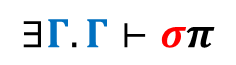 ∃𝜞. 𝜞 ⊢ 𝝈𝝅